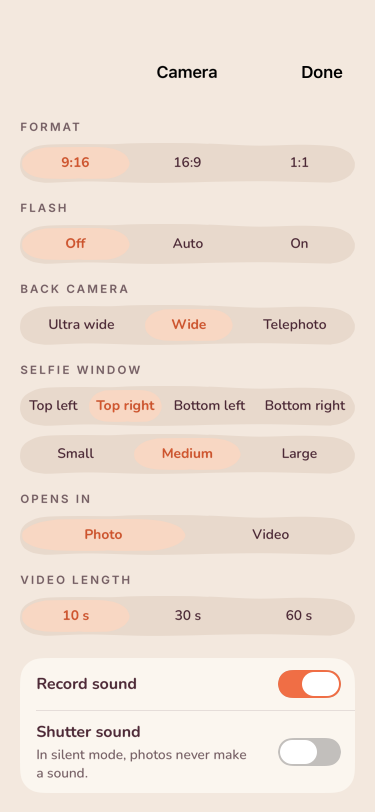 Camera Done
FORMAT
9:16 16:9 1:1
FLASH
Off Auto On
BACK CAMERA
Ultra wide Wide Telephoto
SELFIE WINDOW
Top left Top right Bottom left Bottom right
Small Medium Large
OPENS IN
Photo Video
VIDEO LENGTH
10 s 30 s 60 s
Record sound
Shutter sound
In silent mode, photos never make
a sound.